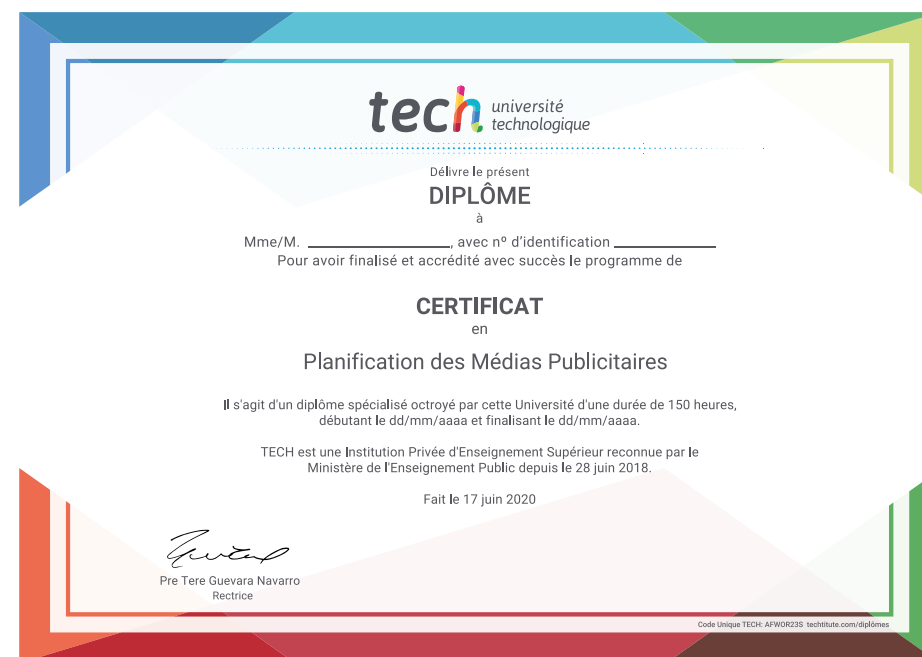 tech université
technologique
Délivre le présent
DIPLÔME
à
Mme/M. ____________________, avec nº d'identification ______________
Pour avoir finalisé et accrédité avec succès le programme de
CERTIFICAT
en
Planification des Médias Publicitaires
Il s'agit d'un diplôme spécialisé octroyé par cette Université d'une durée de 150 heures,
débutant le dd/mm/aaaa et finalisant le dd/mm/aaaa.
TECH est une Institution Privée d'Enseignement Supérieur reconnue par le
Ministère de l'Enseignement Public depuis le 28 juin 2018.
Fait le 17 juin 2020
Pre Tere Guevara Navarro
Rectrice
Code Unique TECH: AFWOR23S techtitute.com/diplômes